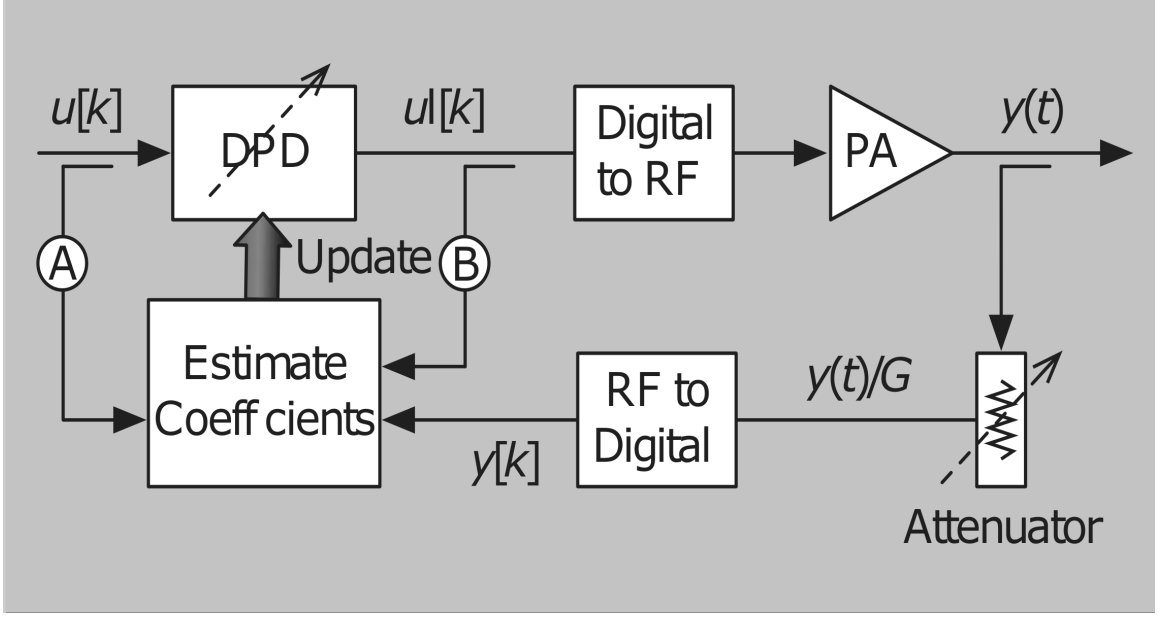 u[k]
DPD
ul[k]
Digital
to RF
PA
y(t)
A
Update
B
Estimate
Coeff cients
RF to
Digital
y(t)/G
y[k]
Attenuator